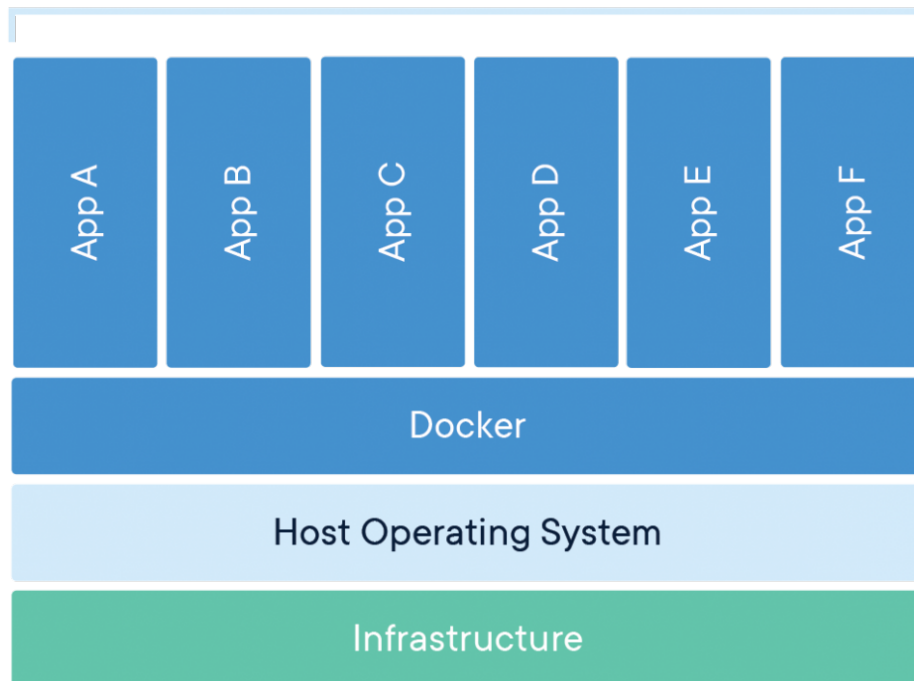 App A
App B
App C
App D
App E
App F
Docker
Host Operating System
Infrastructure